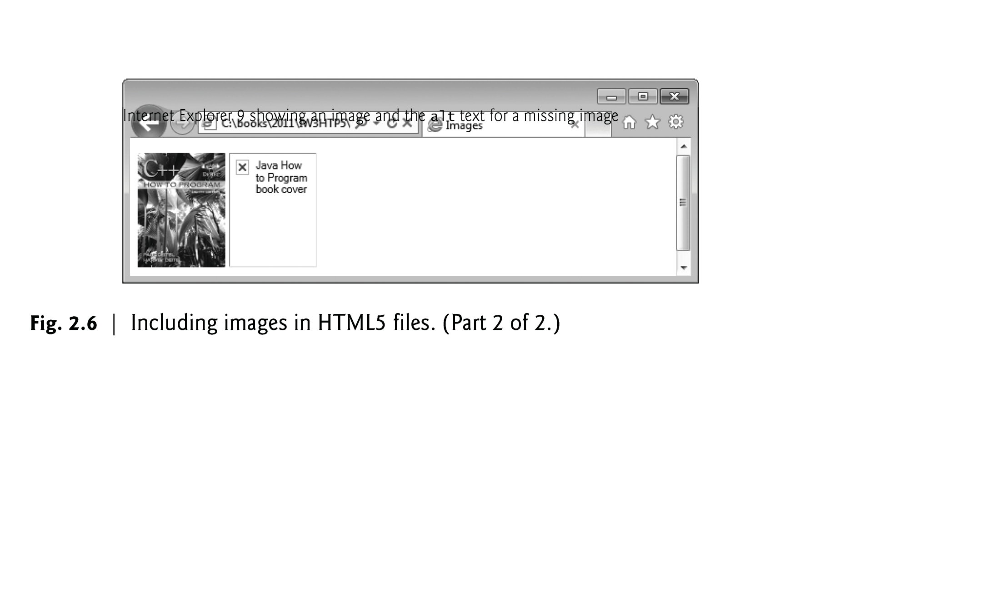 Internet Explorer 9 showing an image and the alt text for a missing image
C:\books\2011\IW3HTP5\
Images
C++
HOW TO PROGRAM
Java How
to Program
book cover
Fig. 2.6 | Including images in HTML5 files. (Part 2 of 2.)